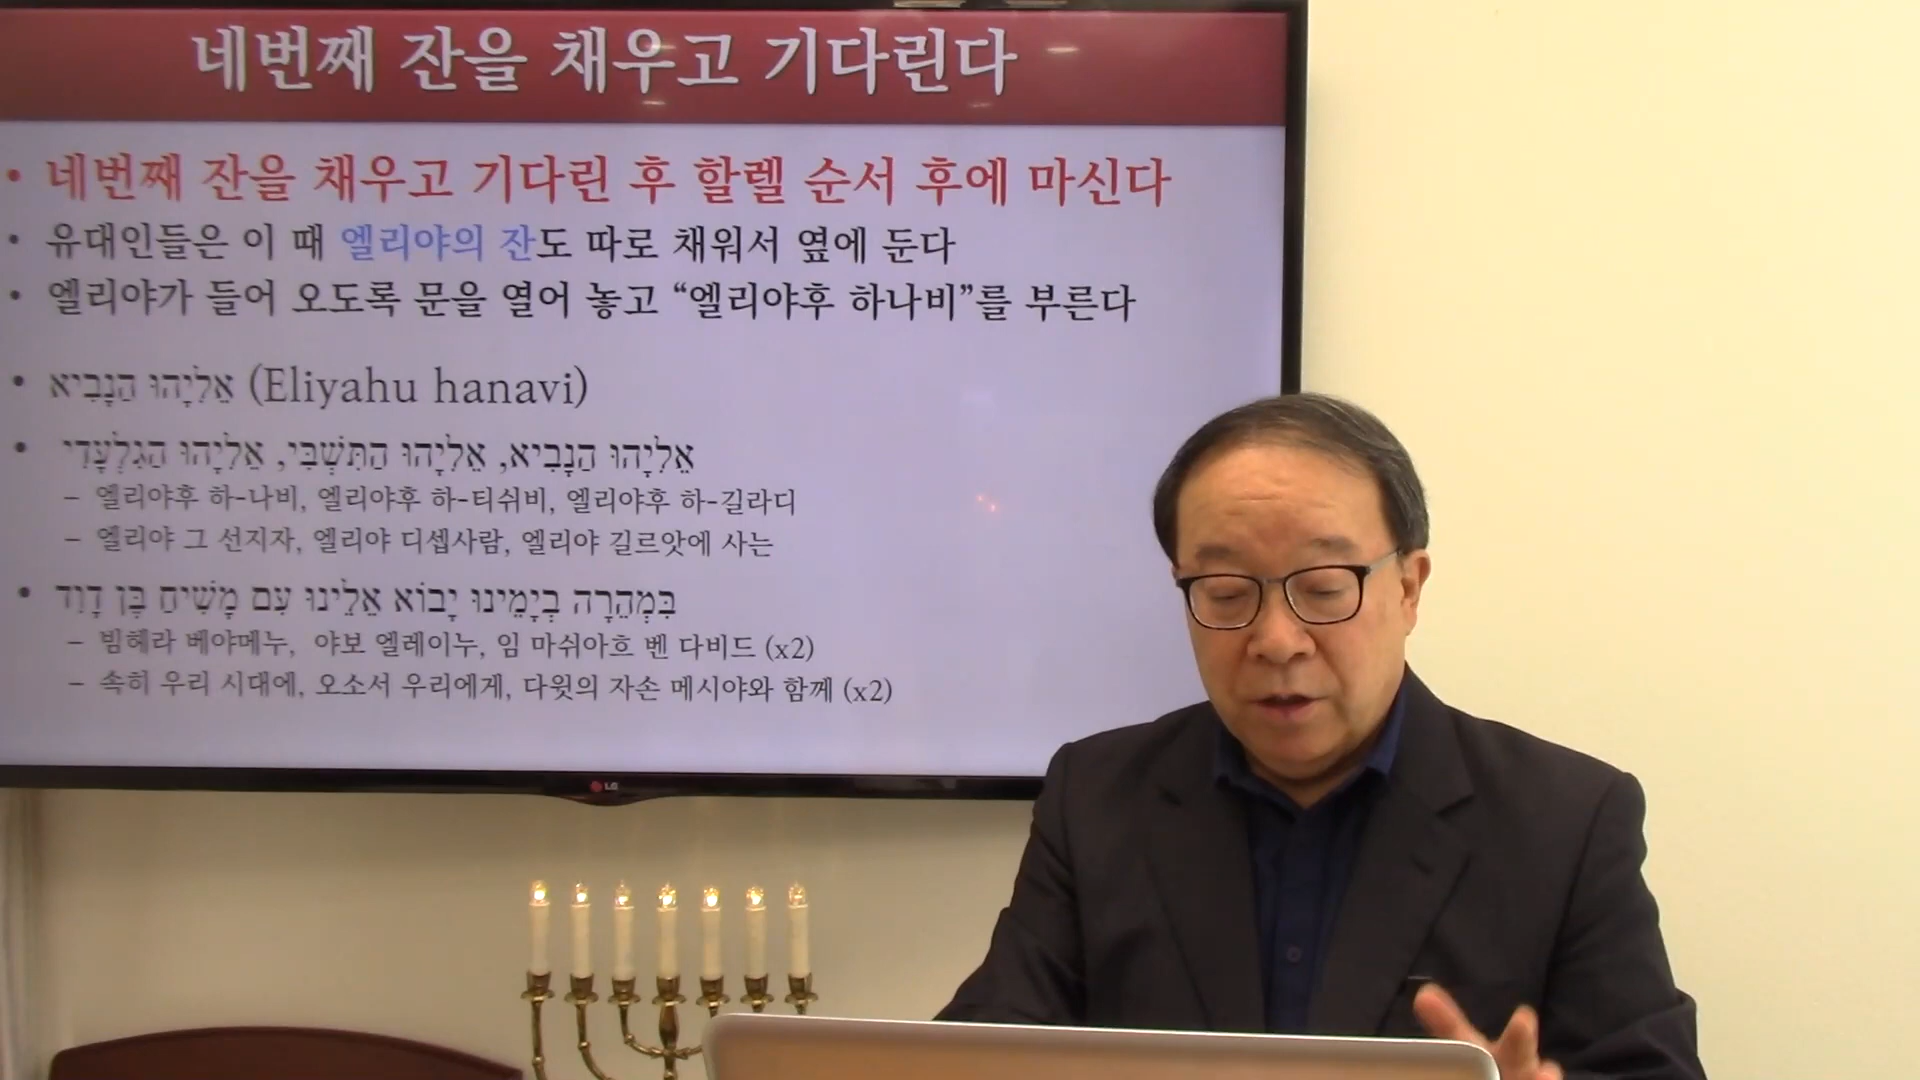 네번째 잔을 채우고 기다린다
• 네번째 잔을 채우고 기다린 후 할렐 순서 후에 마신다
• 유대인들은 이 때 엘리야의 잔도 따로 채워서 옆에 둔다
• 엘리야가 들어 오도록 문을 열어 놓고 “엘리야후 하나비”를 부른다
• אֵלִיָהוּ הַנָבִיא (Eliyahu hanavi)
• אֵלִיָהוּ הַנָבִיא, אֵלִיָהוּ הַתִּשְׁבִּי, אֵלִיָהוּ הַגִלְעָדִי
– 엘리야후 하-나비, 엘리야후 하-티쉬비, 엘리야후 하-길라디
– 엘리야 그 선지자, 엘리야 디셉사람, 엘리야 길르앗에 사는
• בִּמְהֵרָה בְיָמֵינוּ יָבוֹא אֵלֵינוּ עִם מָשִׁיחַ בֶּן דָוִד
– 빔헤라 베야메누, 야보 엘레이누, 임 마쉬아흐 벤 다비드 (x2)
– 속히 우리 시대에, 오소서 우리에게, 다윗의 자손 메시야와 함께 (x2)
LG